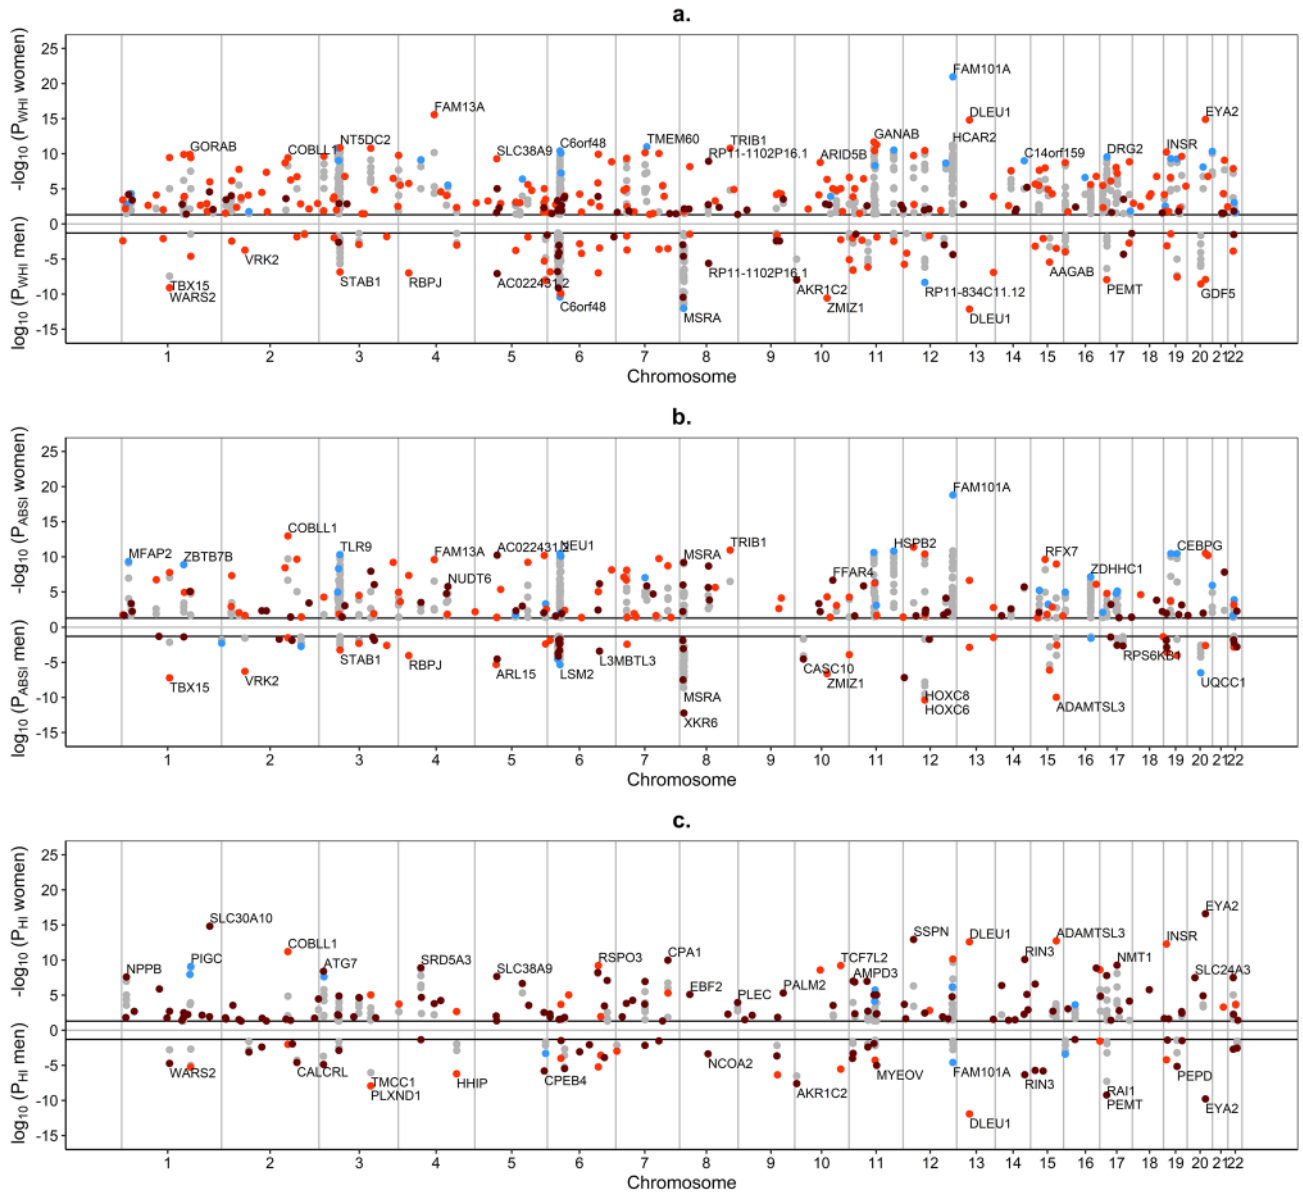 a.
-log10 (PWHI women)
log10 (PWHI men)
25
20
15
10
5
0
-5
-10
-15
FAM101A
FAM13A
DLEU1
EYA2
GORAB
COBLL1
NT5DC2
SLC38A9
C6orf48
TMEM60
TRIB1
RP11-1102P16.1
ARID5B
GANAB
HCAR2
C14orf159
DRG2
INSR
TBX15
WARS2
VRK2
STAB1
RBPJ
AC022431.2
C6orf48
MSRA
RP11-1102P16.1
AKR1C2
ZMIZ1
RP11-834C11.12
DLEU1
AAGAB
PEMT
GDF5
1 2 3 4 5 6 7 8 9 10 11 12 13 14 15 16 17 18 19 20 21 22
Chromosome
b.
-log10 (PABSI women)
log10 (PABSI men)
25
20
15
10
5
0
-5
-10
-15
FAM101A
MFAP2
ZBTB7B
COBLL1
TLR9
FAM13A
NUDT6
AC022431.2
NEU1
MSRA
TRIB1
FFAR4
HSPB2
RFX7
ZDHHC1
CEBPG
TBX15
VRK2
STAB1
RBPJ
ARL15
LSM2
L3MBTL3
MSRA
XKR6
CASC10
ZMIZ1
HOXC8
HOXC6
ADAMTSL3
RPS6KB1
UQCC1
1 2 3 4 5 6 7 8 9 10 11 12 13 14 15 16 17 18 19 20 21 22
Chromosome
c.
-log10 (PHI women)
log10 (PHI men)
25
20
15
10
5
0
-5
-10
-15
NPPB
SLC30A10
PIGC
COBLL1
ATG7
SRD5A3
SLC38A9
RSPO3
CPA1
EBF2
PLEC
PALM2
TCF7L2
AMPD3
SSPN
DLEU1
RIN3
ADAMTSL3
NMT1
INSR
SLC24A3
EYA2
WARS2
CALCRL
TMCC1
PLXND1
HHIP
CPEB4
NCOA2
AKR1C2
MYEOV
FAM101A
DLEU1
RIN3
RAI1
PEMT
PEPD
EYA2
1 2 3 4 5 6 7 8 9 10 11 12 13 14 15 16 17 18 19 20 21 22
Chromosome